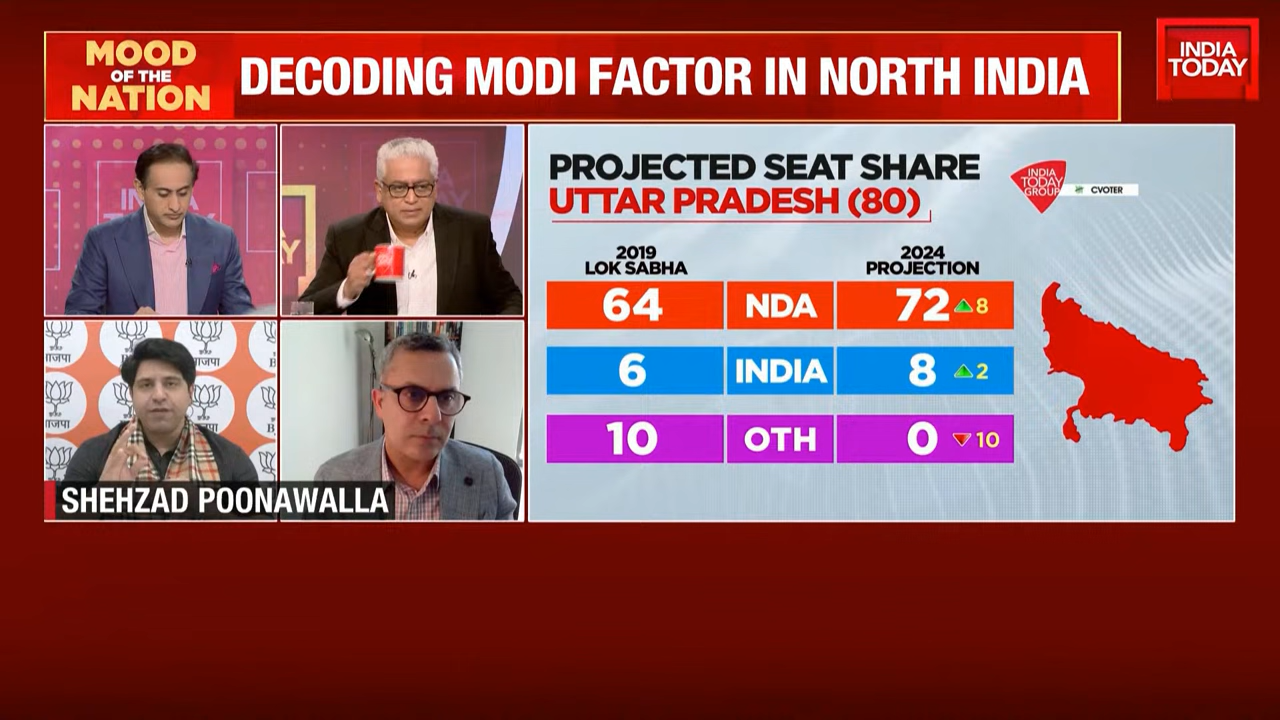 MOOD
OF THE
NATION
DECODING MODI FACTOR IN NORTH INDIA
INDIA
TODAY
PROJECTED SEAT SHARE
UTTAR PRADESH (80)
INDIA
TODAY
GROUP
CVOTER
2019
LOK SABHA
2024
PROJECTION
64 NDA 72 8
6 INDIA 8 2
10 OTH 0 10
SHEHZAD POONAWALLA